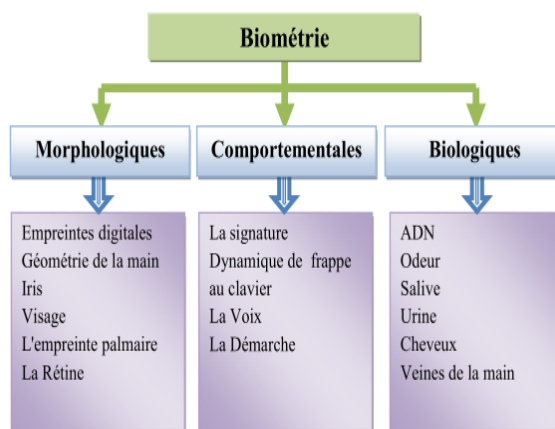 Biométrie
Morphologiques
Comportementales
Biologiques
Empreintes digitales
Géométrie de la main
Iris
Visage
L'empreinte palmaire
La Rétine
La signature
Dynamique de frappe
au clavier
La Voix
La Démarche
ADN
Odeur
Salive
Urine
Cheveux
Veines de la main